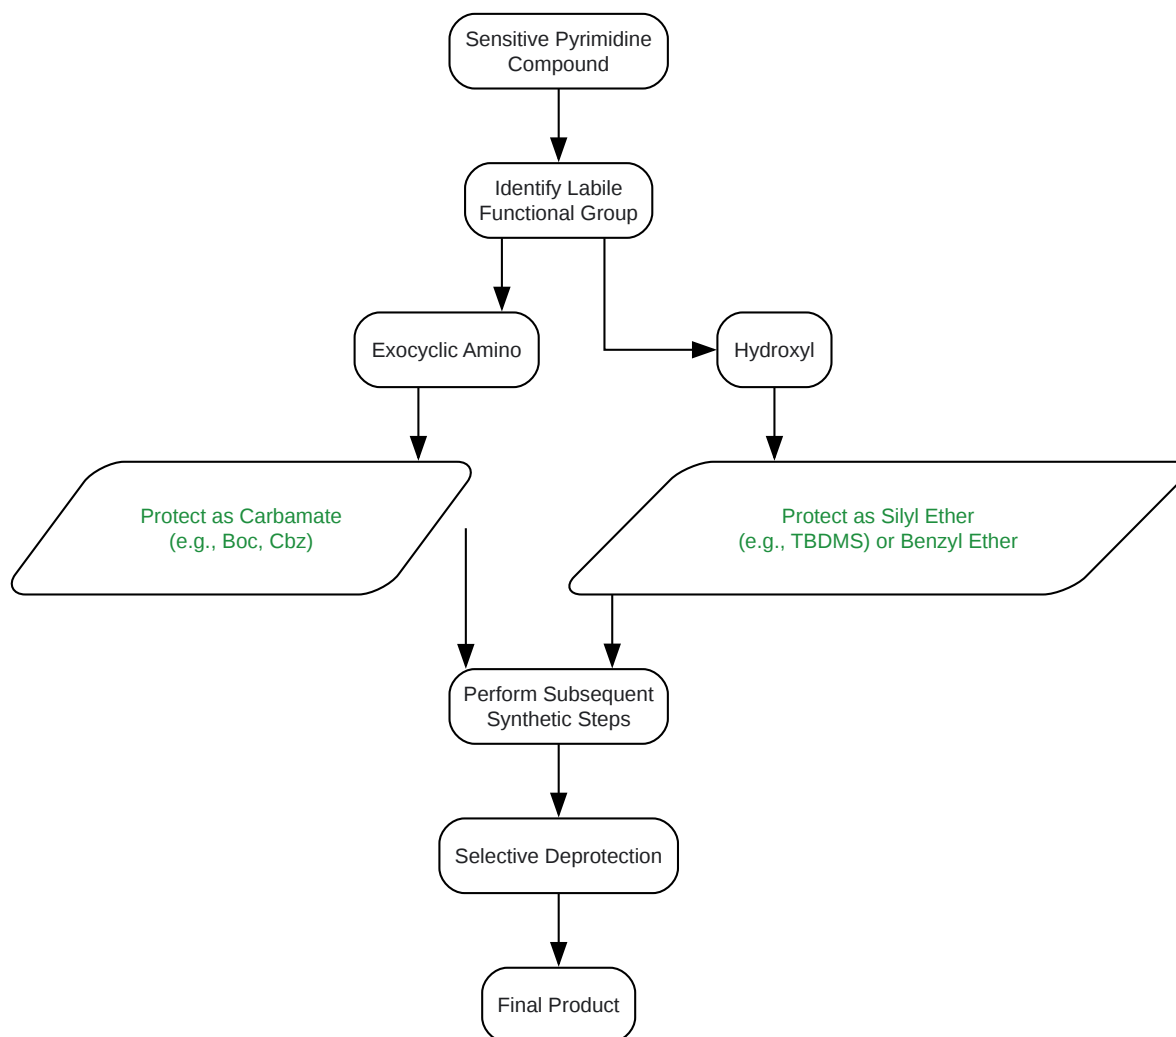 Sensitive Pyrimidine
Compound
Identify Labile
Functional Group
Exocyclic Amino
Hydroxyl
Protect as Carbamate
(e.g., Boc, Cbz)
Protect as Silyl Ether
(e.g., TBDMS) or Benzyl Ether
Perform Subsequent
Synthetic Steps
Selective Deprotection
Final Product